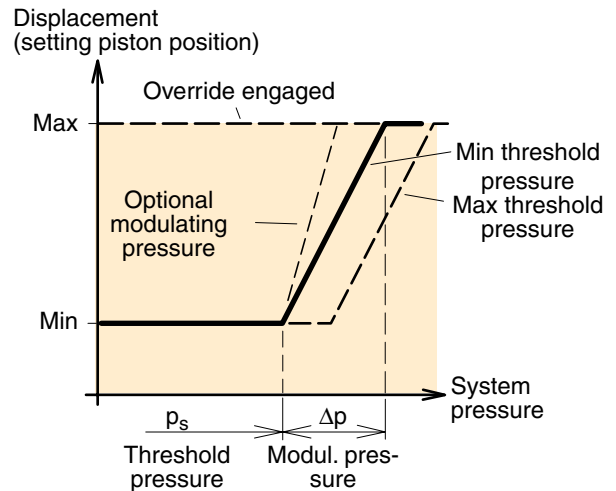 Displacement
(setting piston position)
Override engaged
Max
Min threshold
pressure
Optional
modulating
pressure
Max threshold
pressure
Min
System
pressure
ps
Δp
Threshold
pressure
Modul. pres-
sure